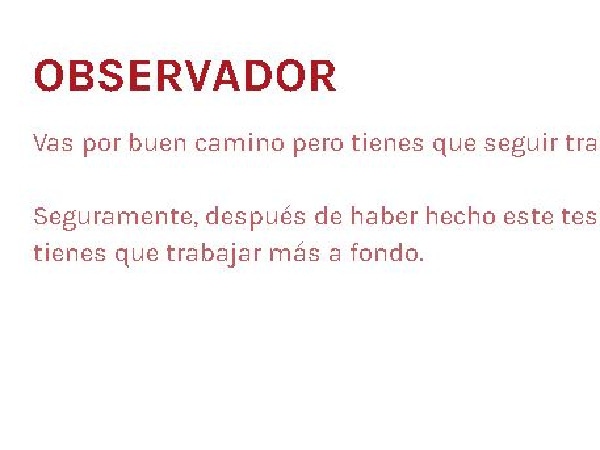 OBSERVADOR
Vas por buen camino pero tienes que seguir tra
Seguramente, después de haber hecho este tes
tienes que trabajar más a fondo.